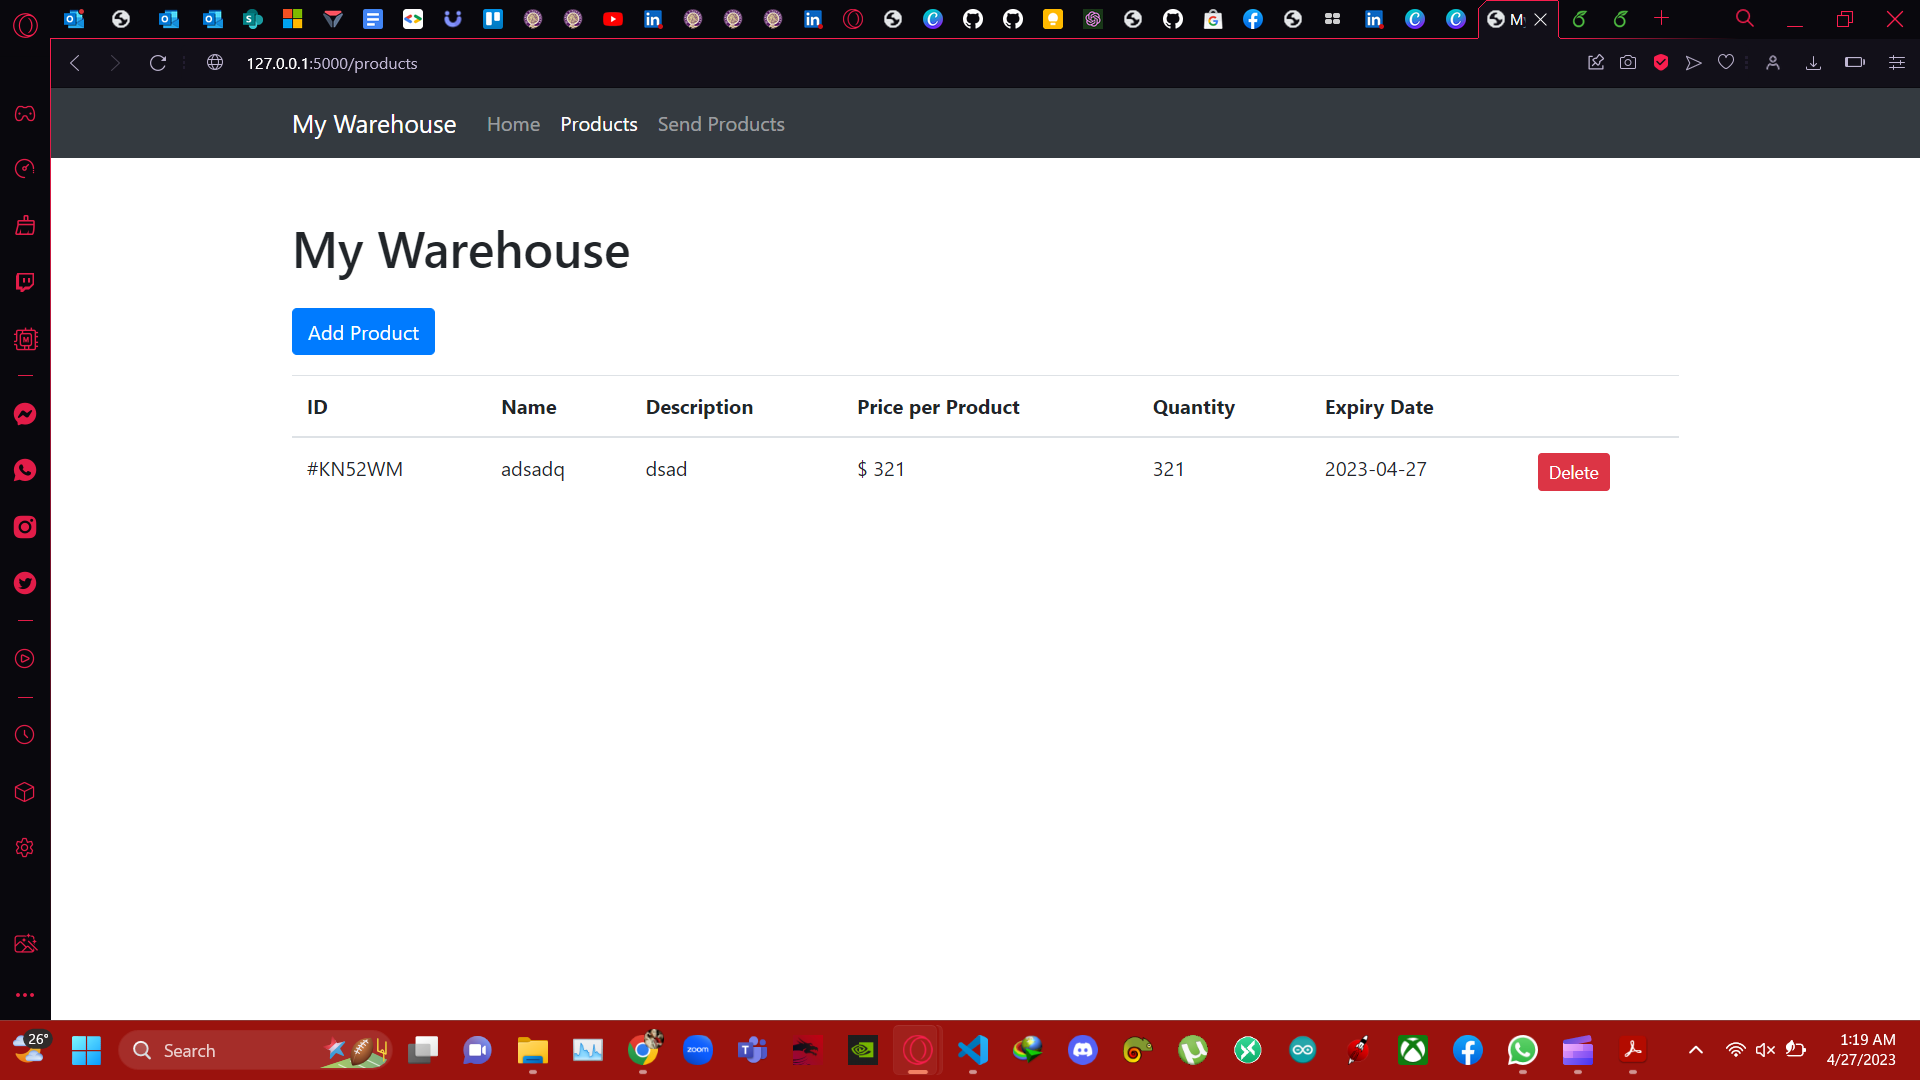 M
127.0.0.1:5000/products
My Warehouse Home Products Send Products
My Warehouse
Add Product
ID Name Description Price per Product Quantity Expiry Date
#KN52WM adsadq dsad $ 321 321 2023-04-27 Delete
26°
Search
zoom
1:19 AM
4/27/2023